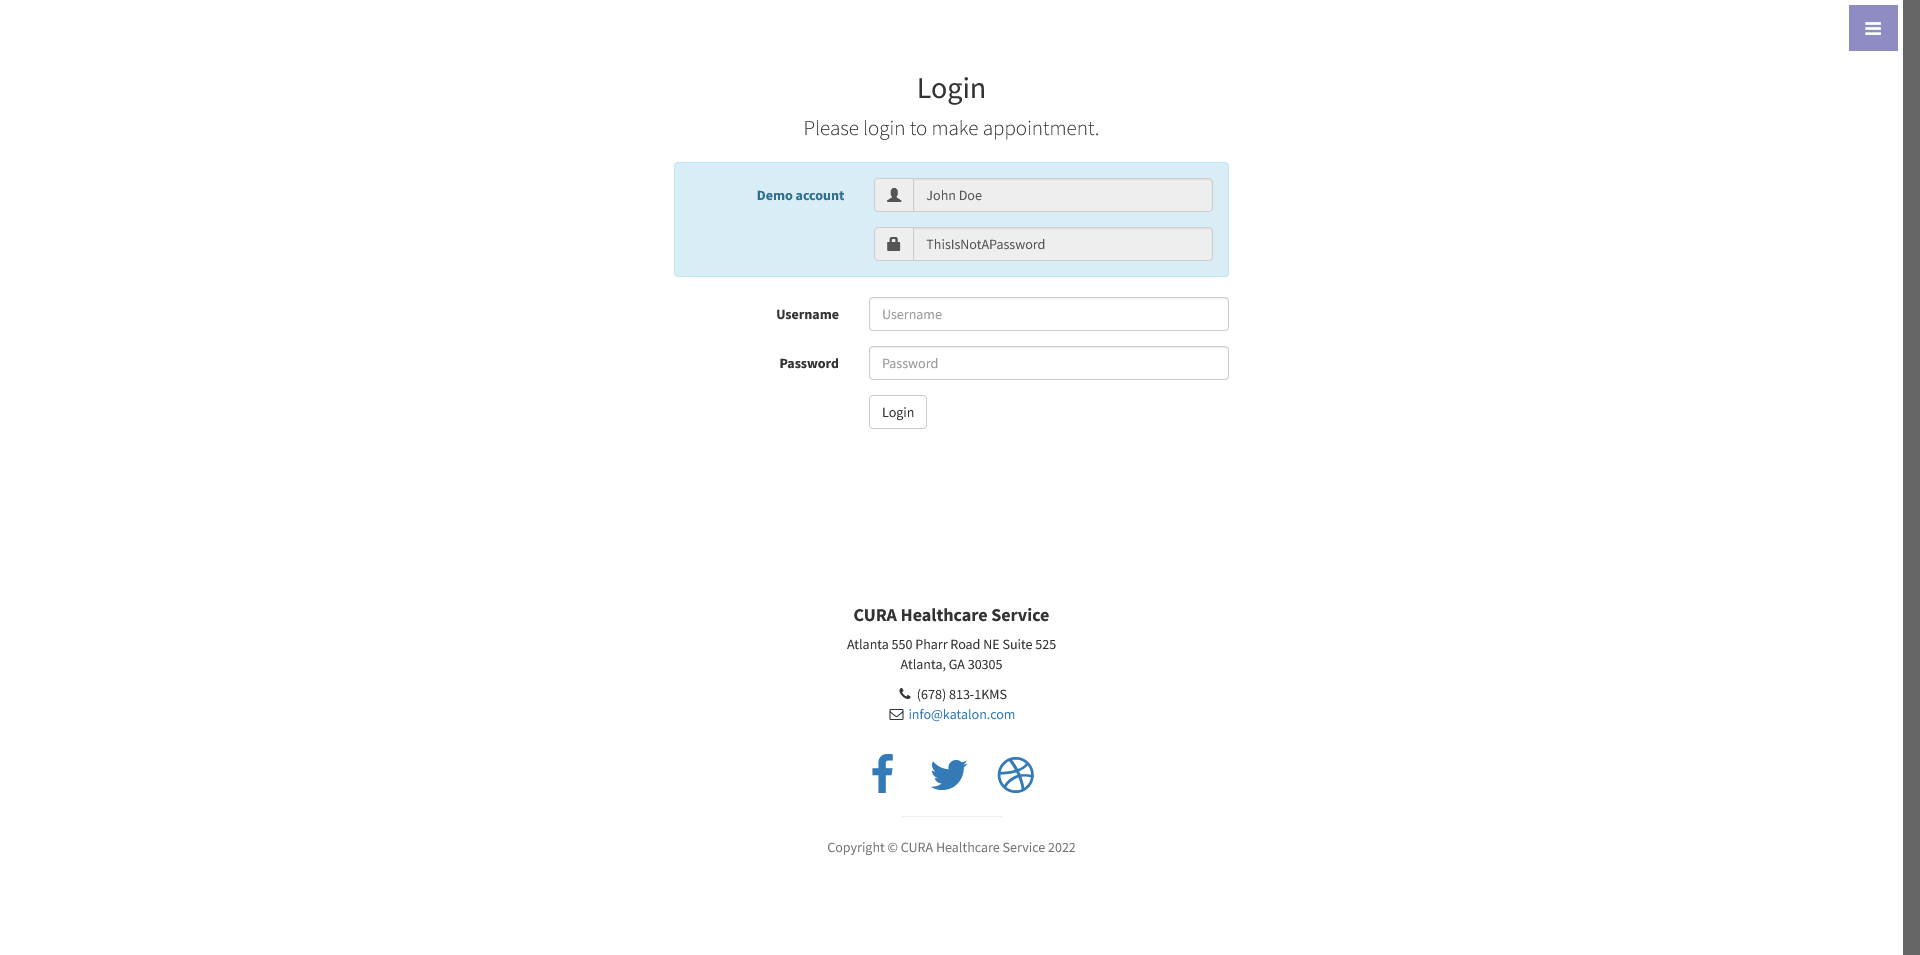 Login
Please login to make appointment.
Demo account
John Doe
ThisIsNotAPassword
Username
Username
Password
Password
Login
CURA Healthcare Service
Atlanta 550 Pharr Road NE Suite 525
Atlanta, GA 30305
(678) 813-1KMS
info@katalon.com
Copyright © CURA Healthcare Service 2022